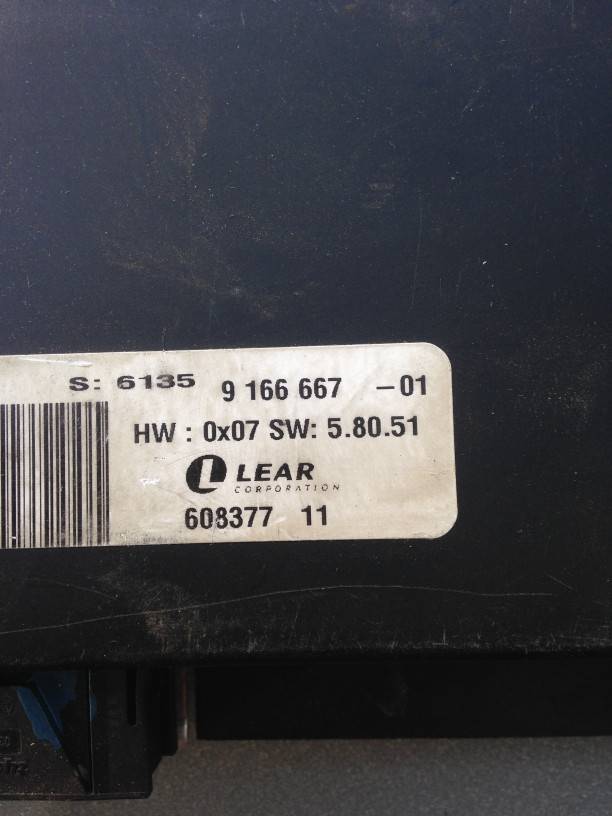 S: 6135 9 166 667 –01
HW : 0x07 SW: 5.80.51
LEAR
CORPORATION
608377 11